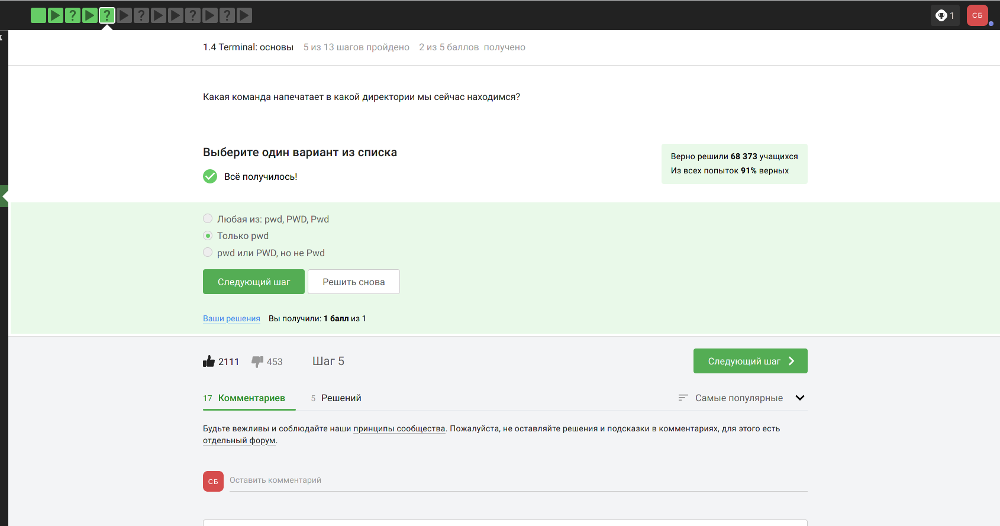 ?
?
?
?
?
1
СБ
1.4 Terminal: основы 5 из 13 шагов пройдено 2 из 5 баллов получено
Какая команда напечатает в какой директории мы сейчас находимся?
Выберите один вариант из списка
Всё получилось!
Верно решили 68 373 учащихся
Из всех попыток 91% верных
Любая из: pwd, PWD, Pwd
Только pwd
pwd или PWD, но не Pwd
Следующий шаг Решить снова
Ваши решения Вы получили: 1 балл из 1
2111 453 Шаг 5 Следующий шаг
17 Комментариев 5 Решений Самые популярные
Будьте вежливы и соблюдайте наши принципы сообщества. Пожалуйста, не оставляйте решения и подсказки в комментариях, для этого есть
отдельный форум.
СБ Оставить комментарий